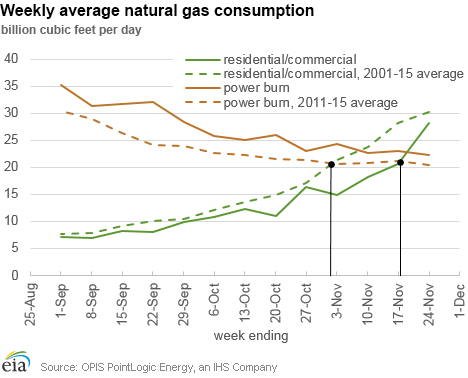 Weekly average natural gas consumption
billion cubic feet per day
residential/commercial
residential/commercial, 2001-15 average
power burn
power burn, 2011-15 average
40
35
30
25
20
15
10
5
0
25-Aug
1-Sep
8-Sep
15-Sep
22-Sep
29-Sep
6-Oct
13-Oct
20-Oct
27-Oct
3-Nov
10-Nov
17-Nov
24-Nov
1-Dec
week ending
eia
Source: OPIS PointLogic Energy, an IHS Company